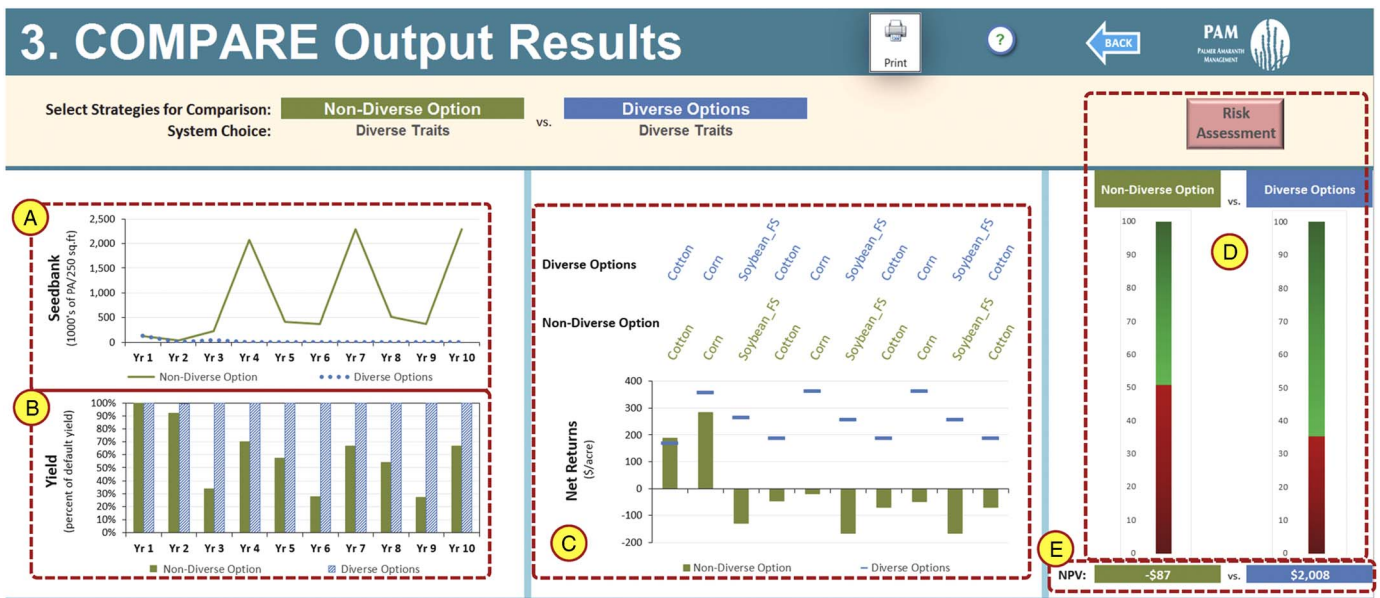 3. COMPARE Output Results
Print
?
BACK
PAM
PALMER AMARANTH
MANAGEMENT
Select Strategies for Comparison:
Non-Diverse Option
vs.
Diverse Options
System Choice:
Diverse Traits
Diverse Traits
Risk
Assessment
A
Seedbank
(1000's of PA/250 sq.ft)
2,500
2,000
1,500
1,000
500
0
Yr 1 Yr 2 Yr 3 Yr 4 Yr 5 Yr 6 Yr 7 Yr 8 Yr 9 Yr 10
Non-Diverse Option Diverse Options
B
Yield
(percent of default yield)
100%
90%
80%
70%
60%
50%
40%
30%
20%
10%
0%
Yr 1 Yr 2 Yr 3 Yr 4 Yr 5 Yr 6 Yr 7 Yr 8 Yr 9 Yr 10
Non-Diverse Option Diverse Options
Diverse Options
Cotton Corn Soybean_FS Cotton Corn Soybean_FS Cotton Corn Soybean_FS Cotton
Non-Diverse Option
Cotton Corn Soybean_FS Cotton Corn Soybean_FS Cotton Corn Soybean_FS Cotton
Net Returns
($/acre)
400
300
200
100
0
-100
-200
C
Non-Diverse Option Diverse Options
Non-Diverse Option vs. Diverse Options
D
100
90
80
70
60
50
40
30
20
10
0
100
90
80
70
60
50
40
30
20
10
0
E
NPV: -$87 vs. $2,008